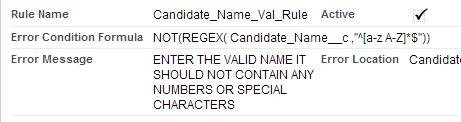 Rule Name Candidate_Name_Val_Rule Active
Error Condition Formula NOT(REGEX( Candidate_Name__c ,"^[a-z A-Z]*$"))
Error Message ENTER THE VALID NAME IT Error Location Candidat
SHOULD NOT CONTAIN ANY
NUMBERS OR SPECIAL
CHARACTERS